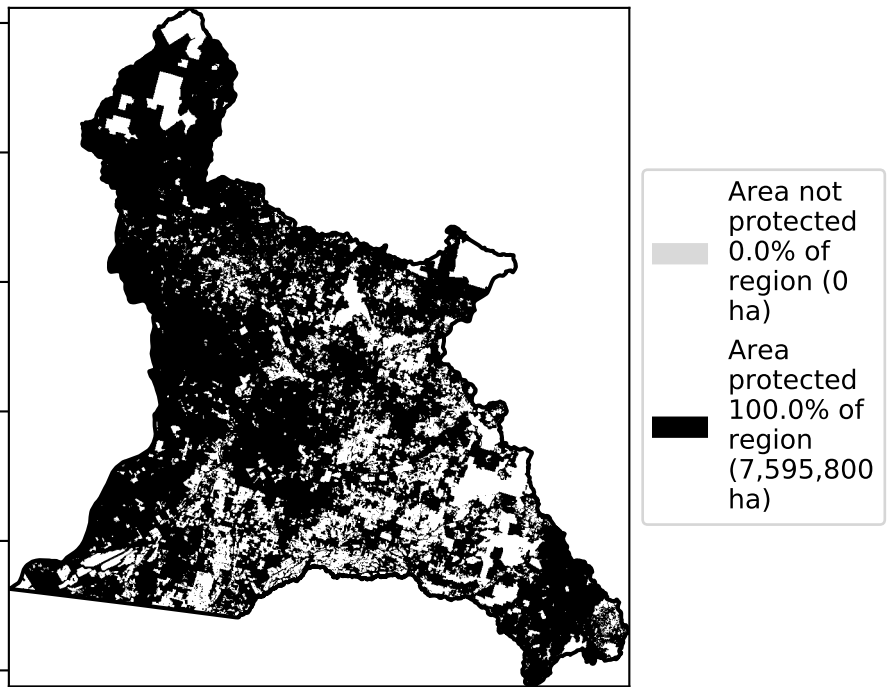 Area not
protected
0.0% of
region (0
ha)
Area
protected
100.0% of
region
(7,595,800
ha)